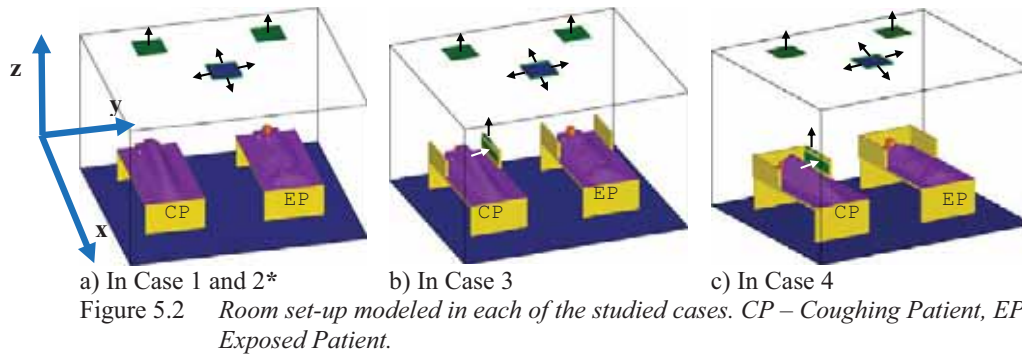 z
y
x
CP
EP
CP
EP
CP
EP
a) In Case 1 and 2*
b) In Case 3
c) In Case 4
Figure 5.2 Room set-up modeled in each of the studied cases. CP – Coughing Patient, EP
Exposed Patient.